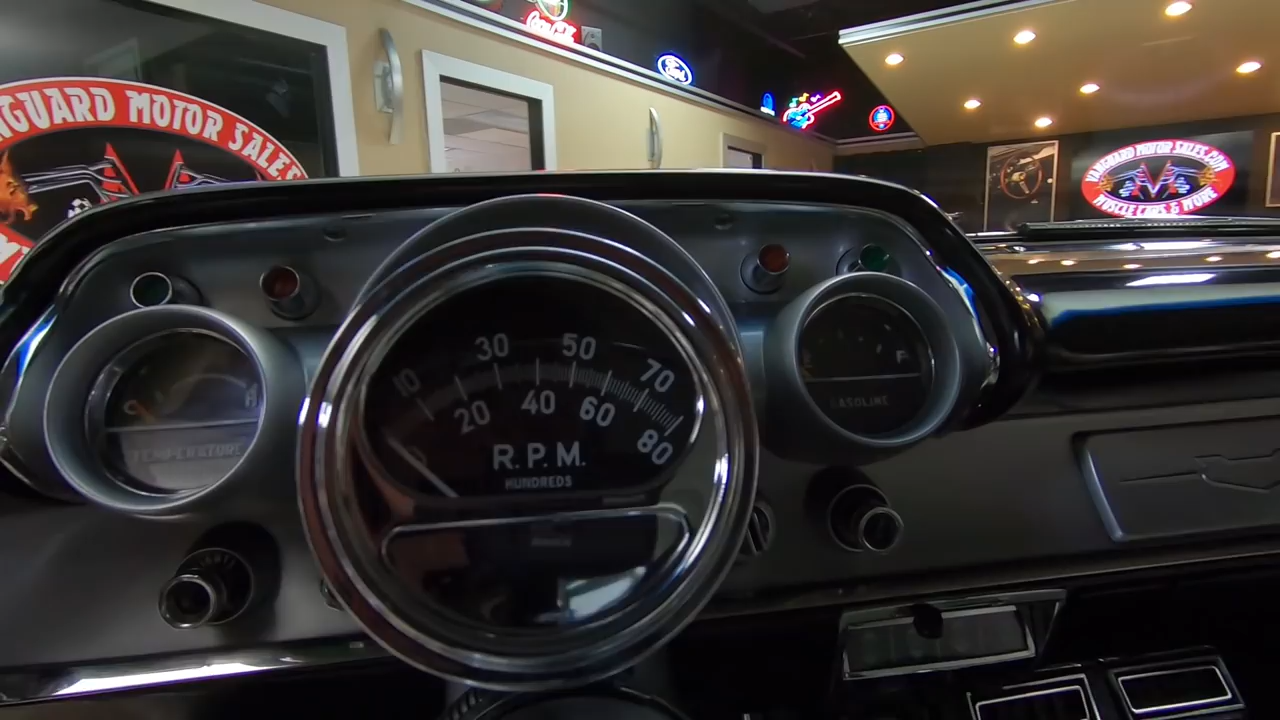 Coca-Cola
Ford
VANGUARD MOTOR SALES
VANGUARD MOTOR SALES.COM
MUSCLE CARS & MORE
10 20 30 40 50 60 70 80
R.P.M.
HUNDREDS
H
TEMPERATURE
F
GASOLINE